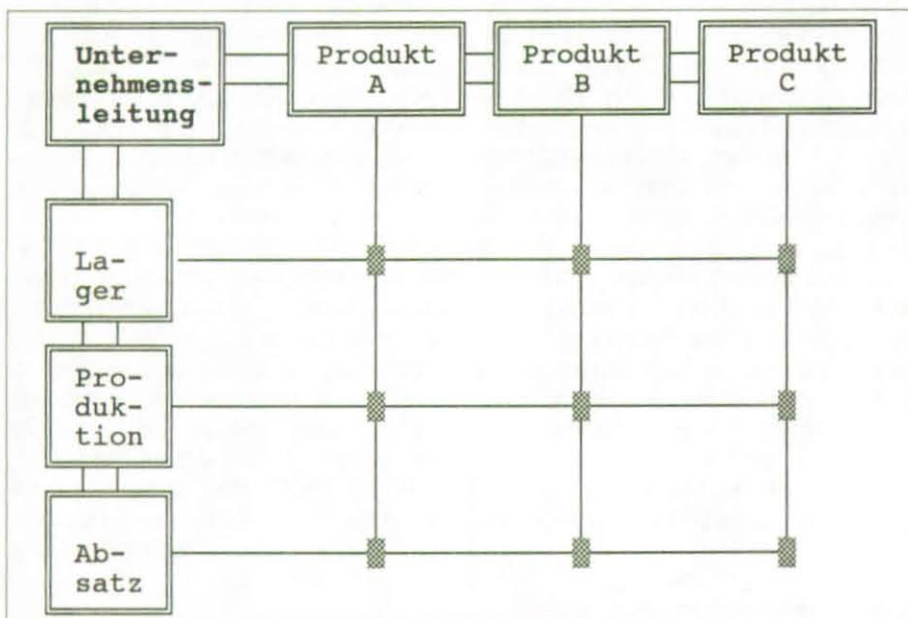 Unter-
nehmens-
leitung
Produkt
A
Produkt
B
Produkt
C
La-
ger
Pro-
duk-
tion
Ab-
satz